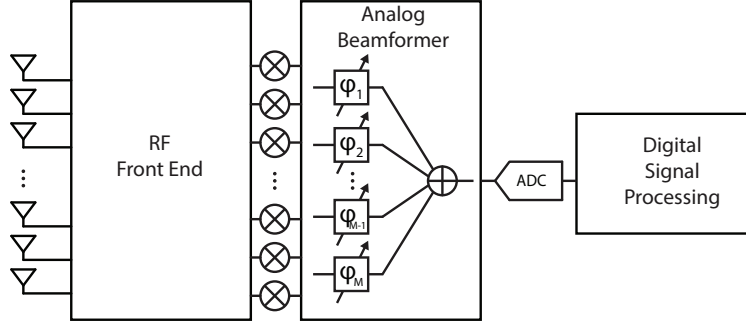 RF
Front End
Analog
Beamformer
φ1
φ2
φM-1
φM
ADC
Digital
Signal
Processing